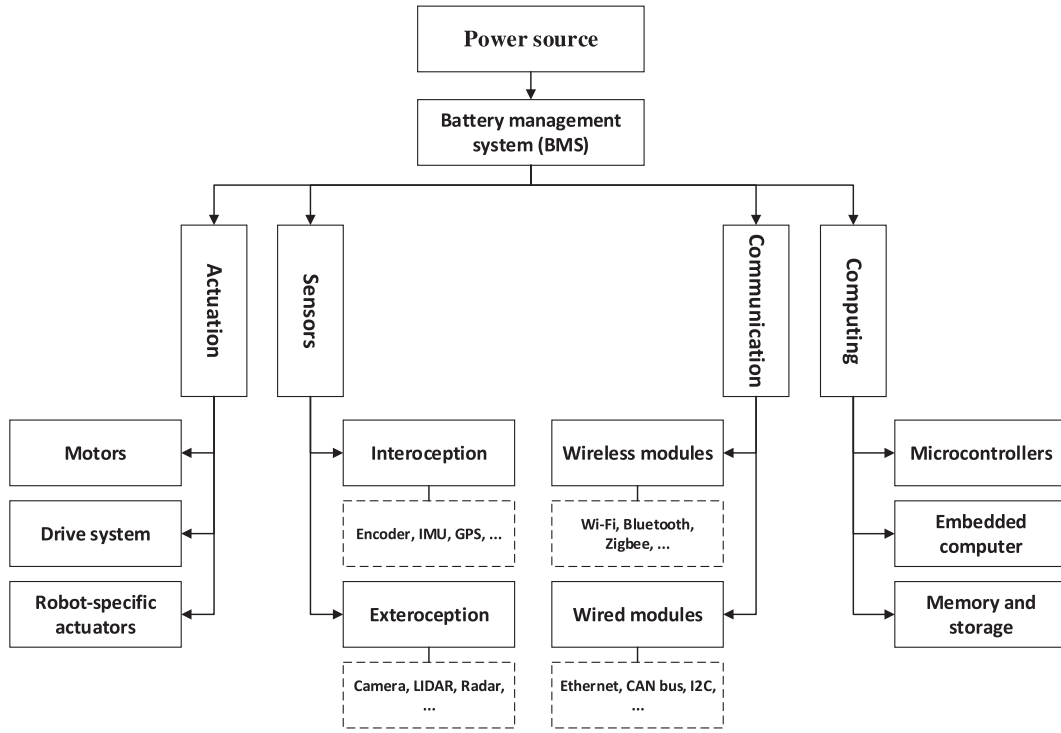 Power source
Battery management
system (BMS)
Actuation
Sensors
Communication
Computing
Motors
Interoception
Wireless modules
Microcontrollers
Drive system
Encoder, IMU, GPS, ...
Wi-Fi, Bluetooth,
Zigbee, ...
Embedded
computer
Robot-specific
actuators
Exteroception
Wired modules
Memory and
storage
Camera, LIDAR, Radar,
...
Ethernet, CAN bus, I2C,
...